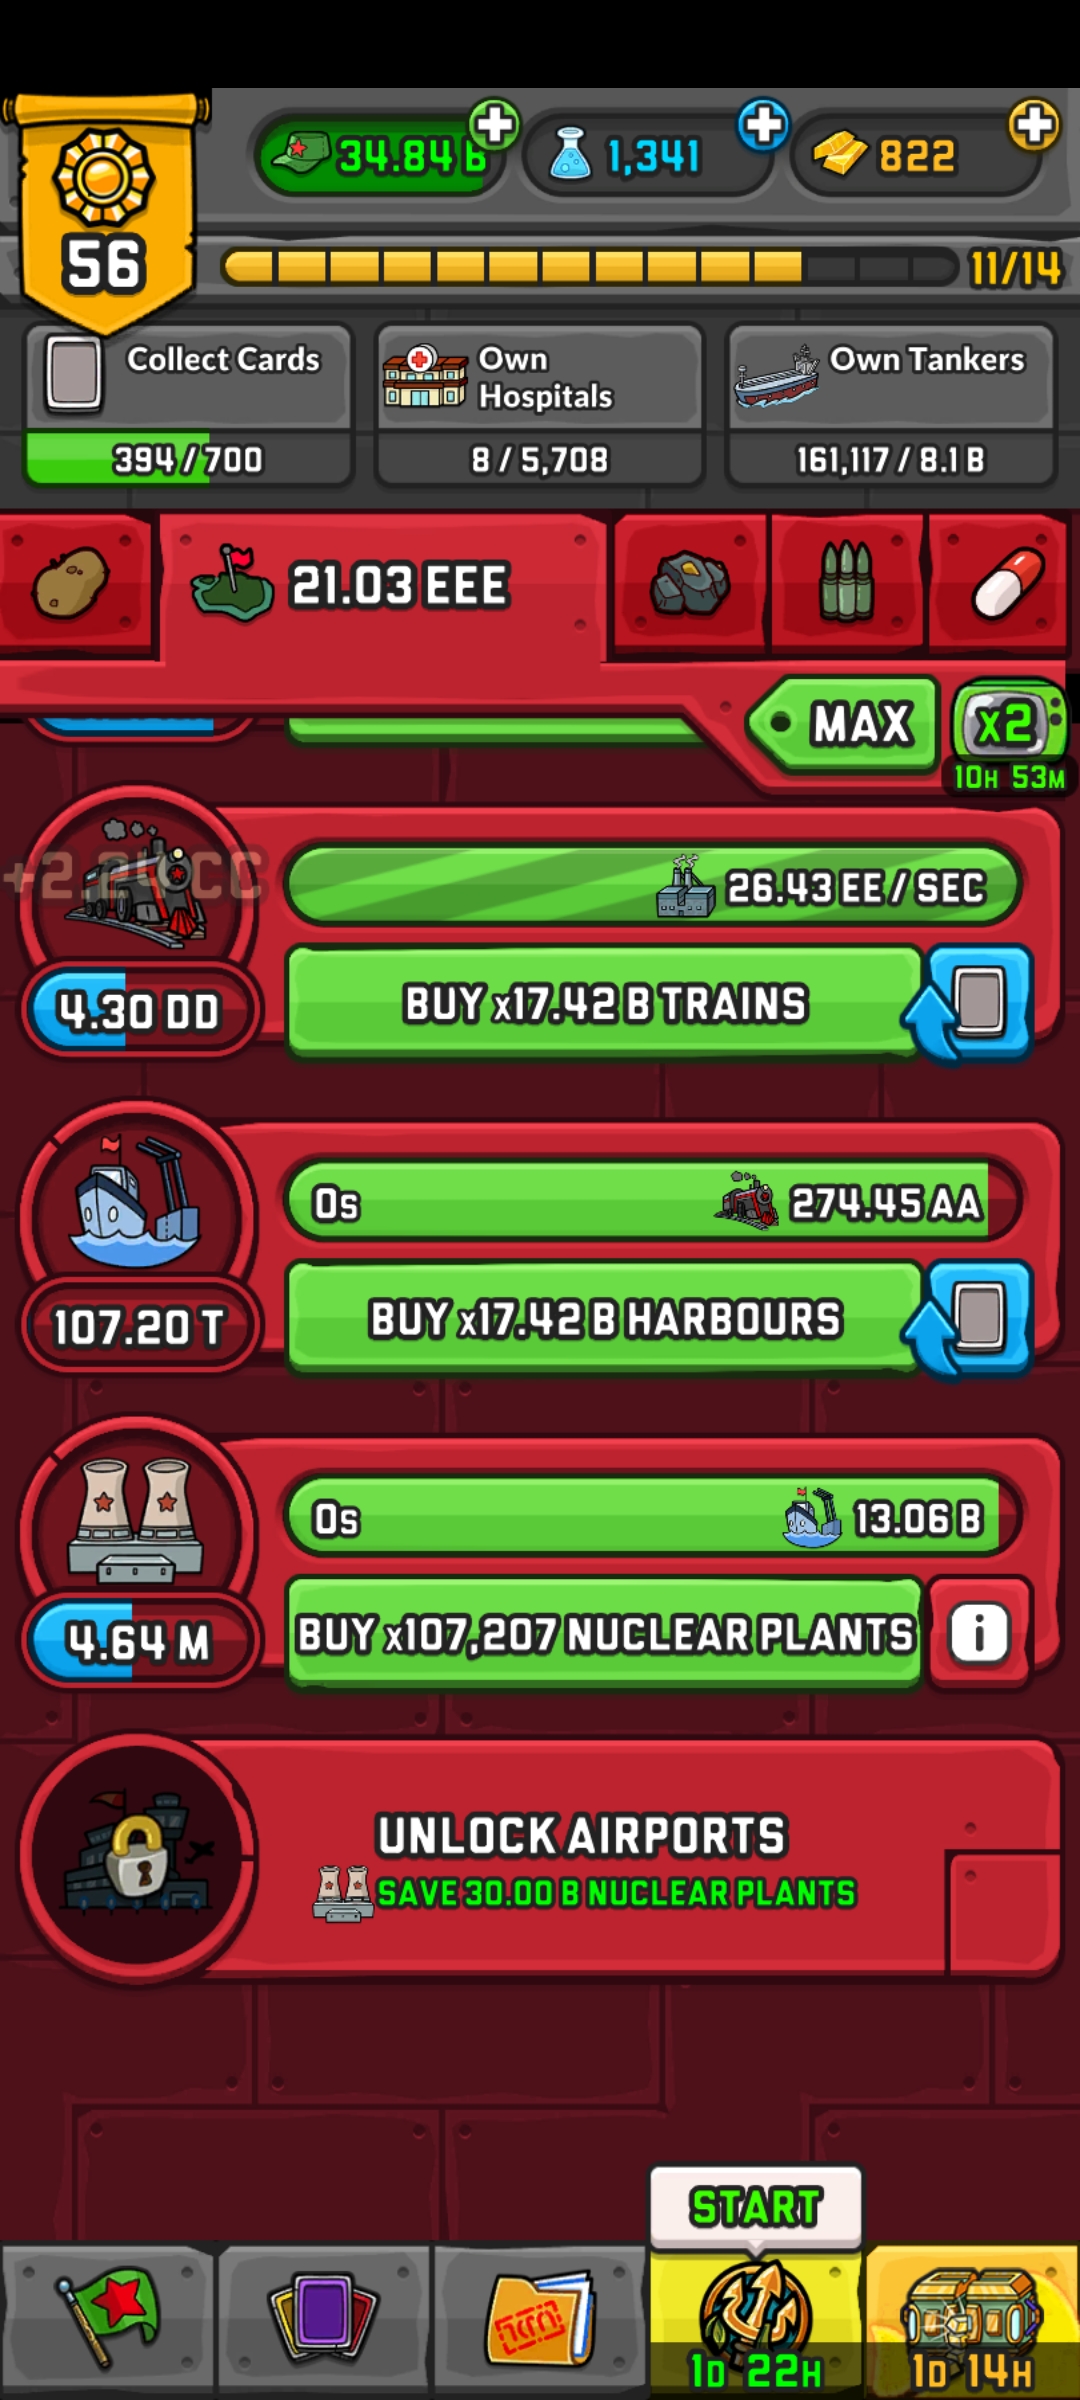 34.84 B
1,341
822
56
11/14
Collect Cards
394 / 700
Own
Hospitals
8 / 5,708
Own Tankers
161,117 / 8.1 B
21.03 EEE
MAX
x2
10H 53M
26.43 EE / SEC
4.30 DD
BUY x17.42 B TRAINS
0s
274.45 AA
107.20 T
BUY x17.42 B HARBOURS
0s
13.06 B
4.64 M
BUY x107,207 NUCLEAR PLANTS
i
UNLOCK AIRPORTS
SAVE 30.00 B NUCLEAR PLANTS
START
1D 22H
1D 14H